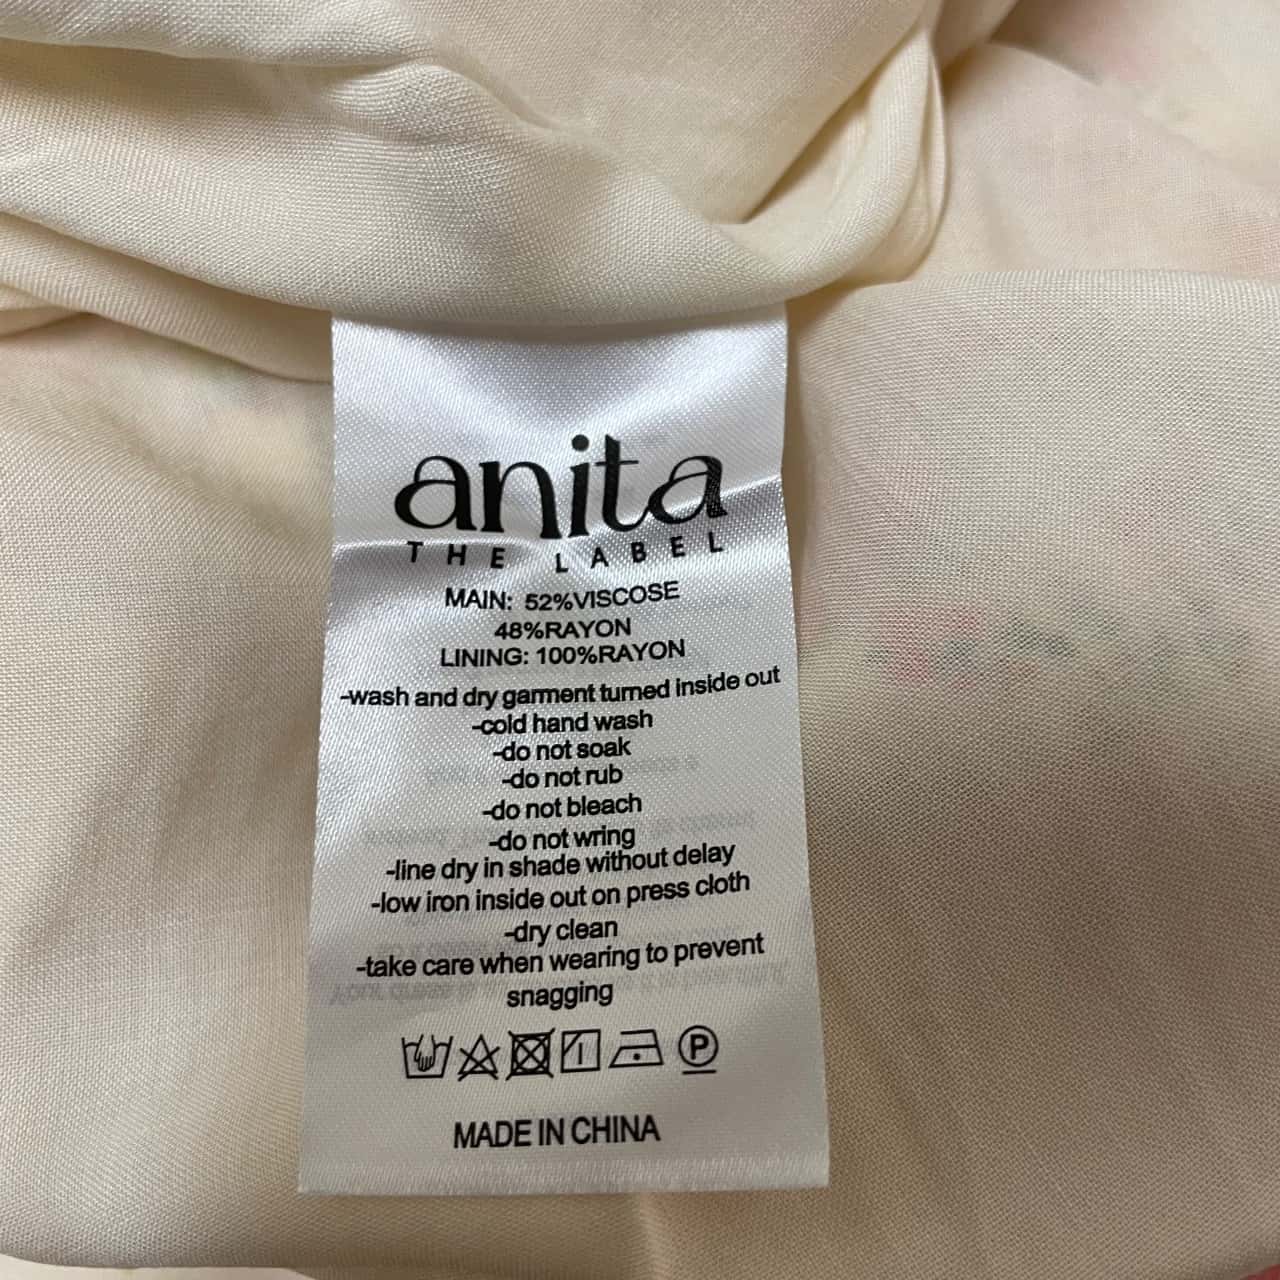 anita
THE LABEL
MAIN: 52%VISCOSE
48%RAYON
LINING: 100%RAYON
-wash and dry garment turned inside out
-cold hand wash
-do not soak
-do not rub
-do not bleach
-do not wring
-line dry in shade without delay
-low iron inside out on press cloth
-dry clean
-take care when wearing to prevent
snagging
P
MADE IN CHINA